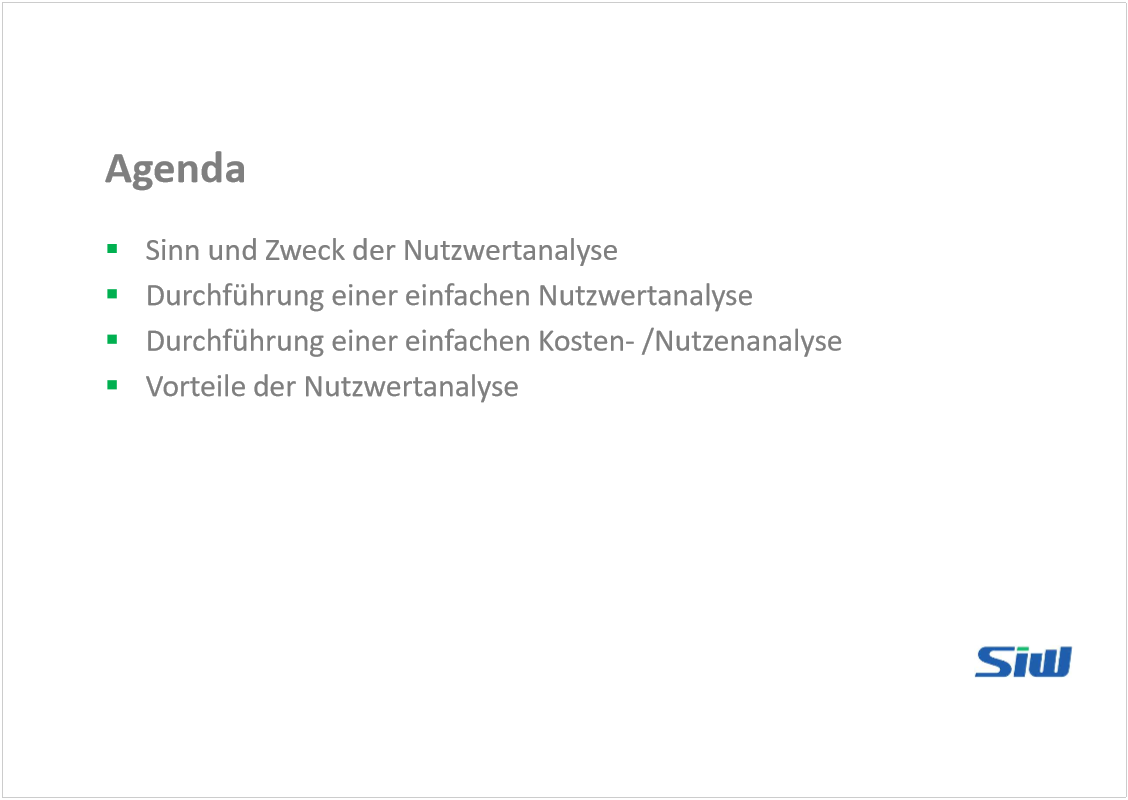 Agenda
Sinn und Zweck der Nutzwertanalyse
Durchführung einer einfachen Nutzwertanalyse
Durchführung einer einfachen Kosten- /Nutzenanalyse
Vorteile der Nutzwertanalyse
Siw